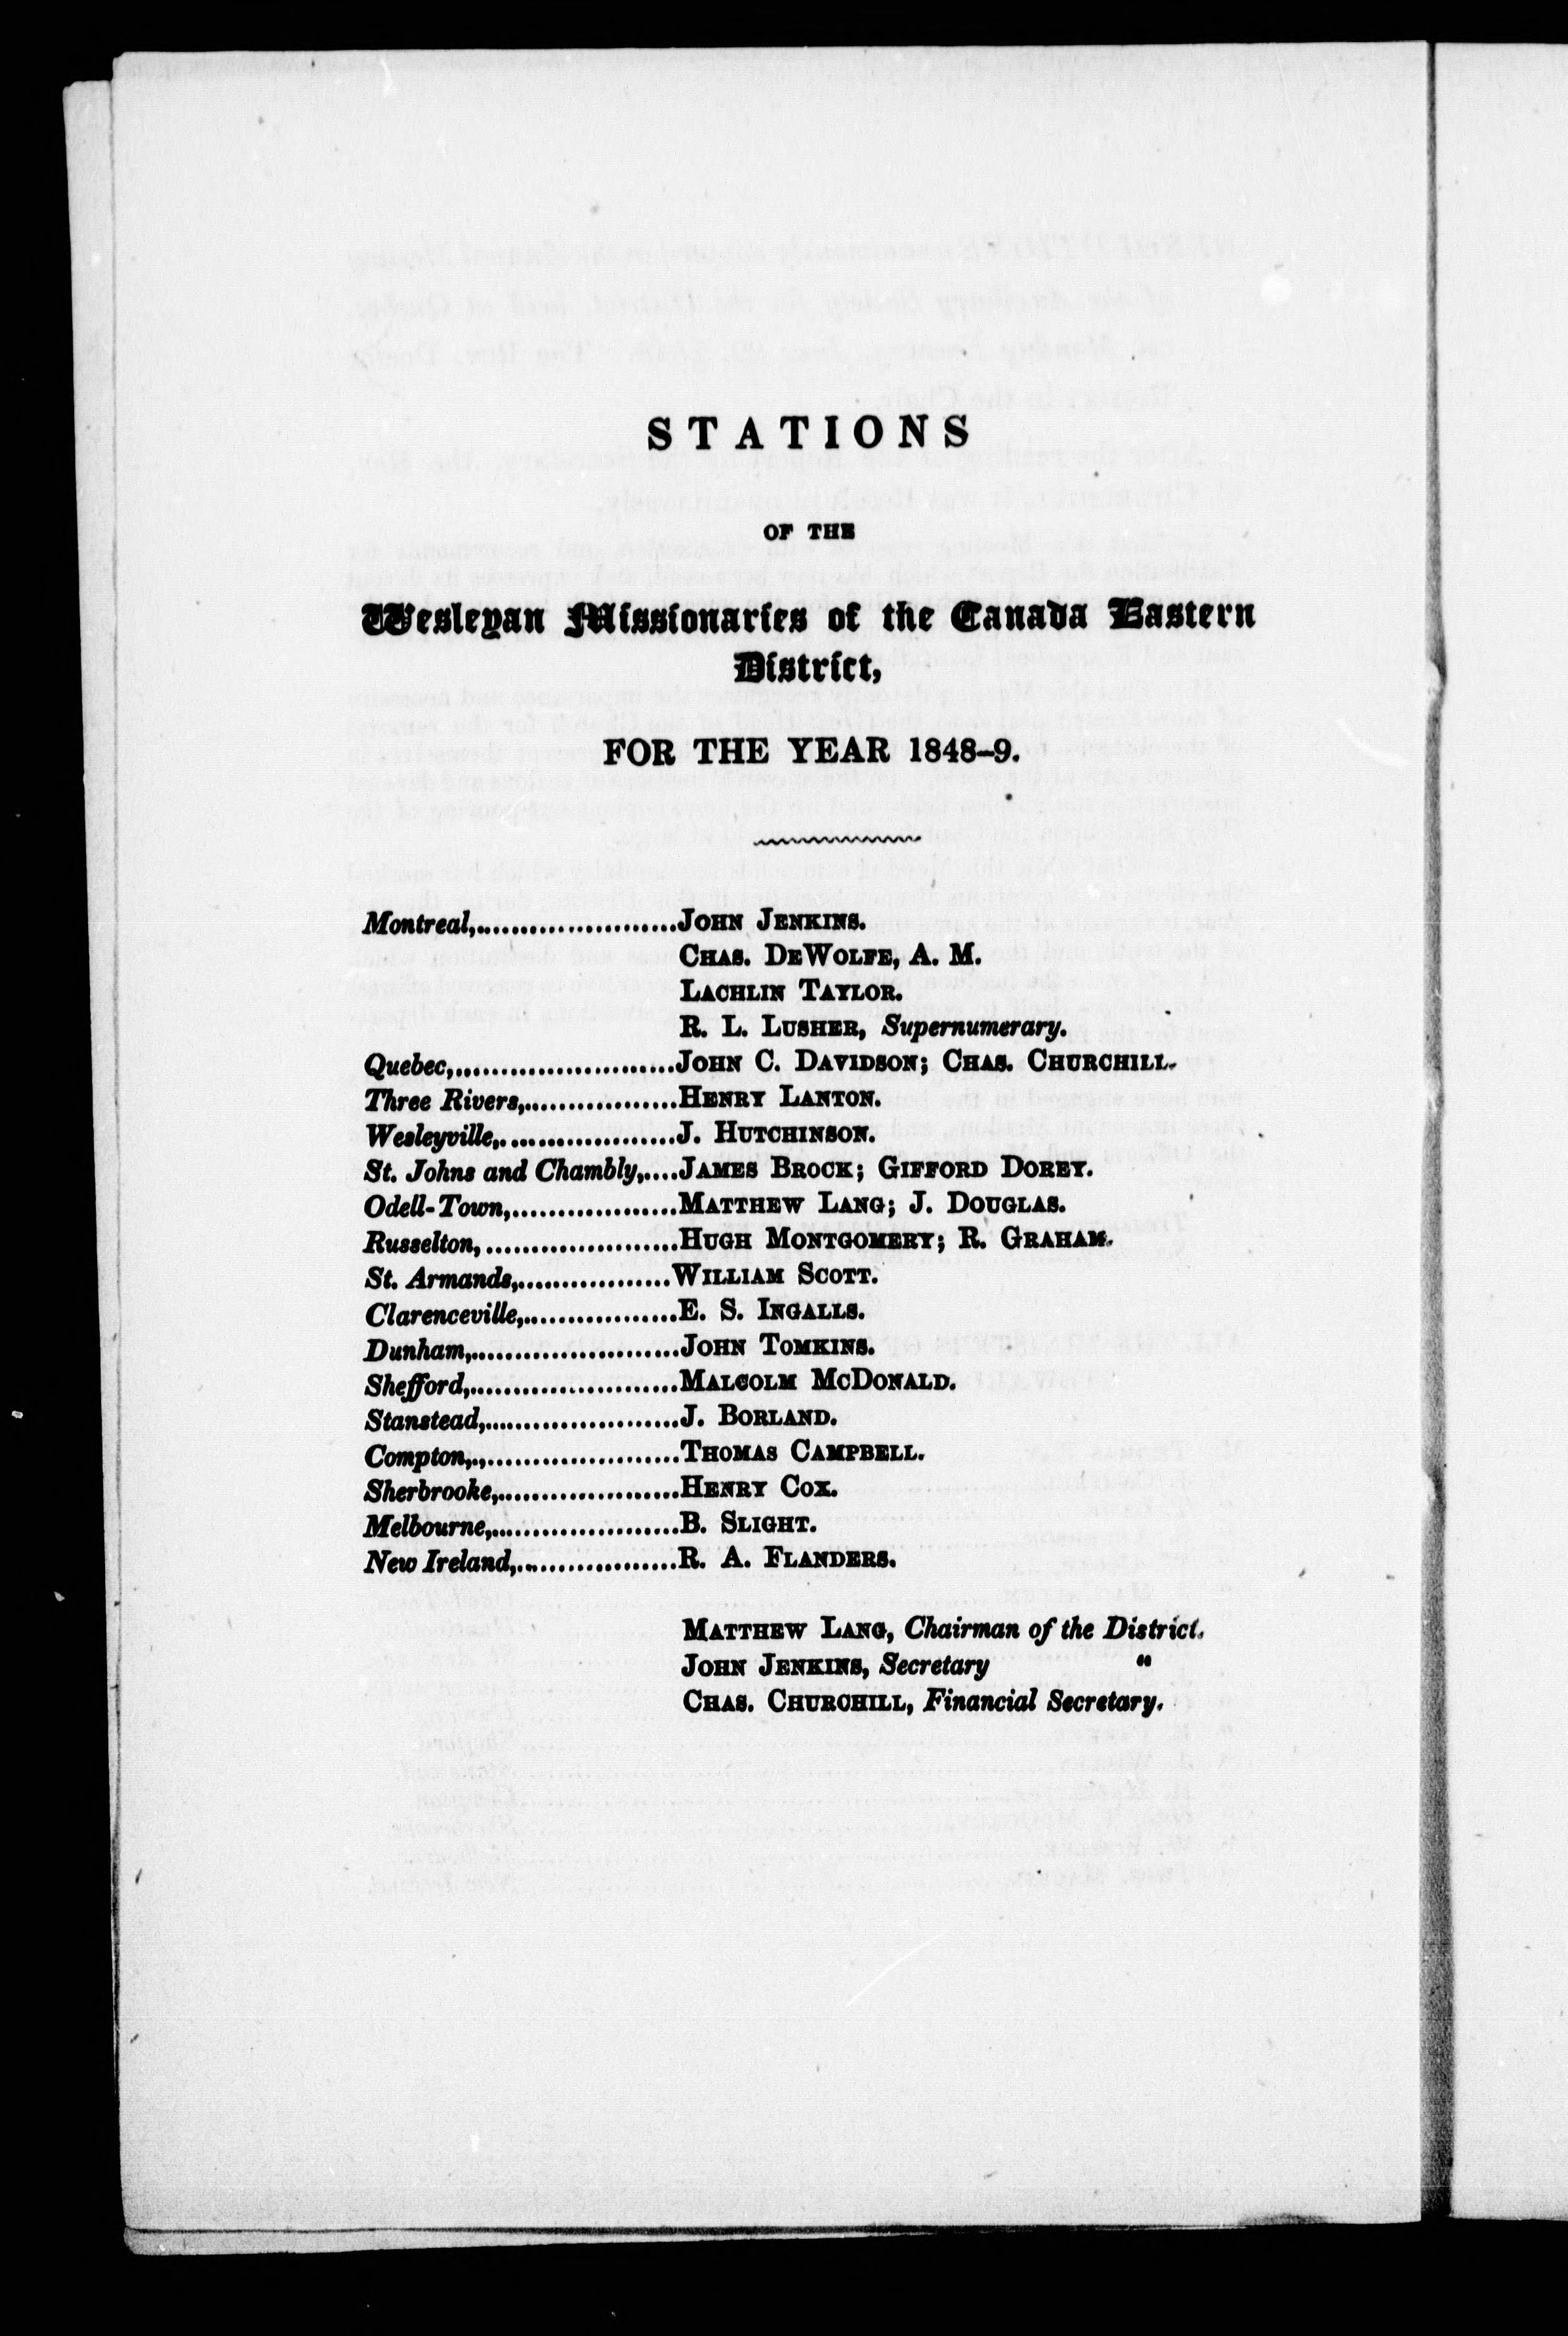 STATIONS
OF THE
Wesleyan Missionaries of the Canada Eastern
District,
FOR THE YEAR 1848-9.
Montreal,.......................JOHN JENKINS.
CHAS. DEWOLFE, A. M.
LACHLIN TAYLOR.
R. L. LUSHER, Supernumerary.
Quebec,.........................JOHN C. DAVIDSON; CHAS. CHURCHILL.
Three Rivers,.................HENRY LANTON.
Wesleyville,....................J. HUTCHINSON.
St. Johns and Chambly,....JAMES BROCK; GIFFORD DOREY.
Odell-Town,...................MATTHEW LANG; J. DOUGLAS.
Russelton,......................HUGH MONTGOMERY; R. GRAHAM.
St. Armands,.................WILLIAM SCOTT.
Clarenceville,.................E. S. INGALLS.
Dunham,.......................JOHN TOMKINS.
Shefford,.......................MALCOLM MCDONALD.
Stanstead,......................J. BORLAND.
Compton,.,......................THOMAS CAMPBELL.
Sherbrooke,....................HENRY COX.
Melbourne,.....................B. SLIGHT.
New Ireland,..................R. A. FLANDERS.
MATTHEW LANG, Chairman of the District.
JOHN JENKINS, Secretary "
CHAS. CHURCHILL, Financial Secretary.